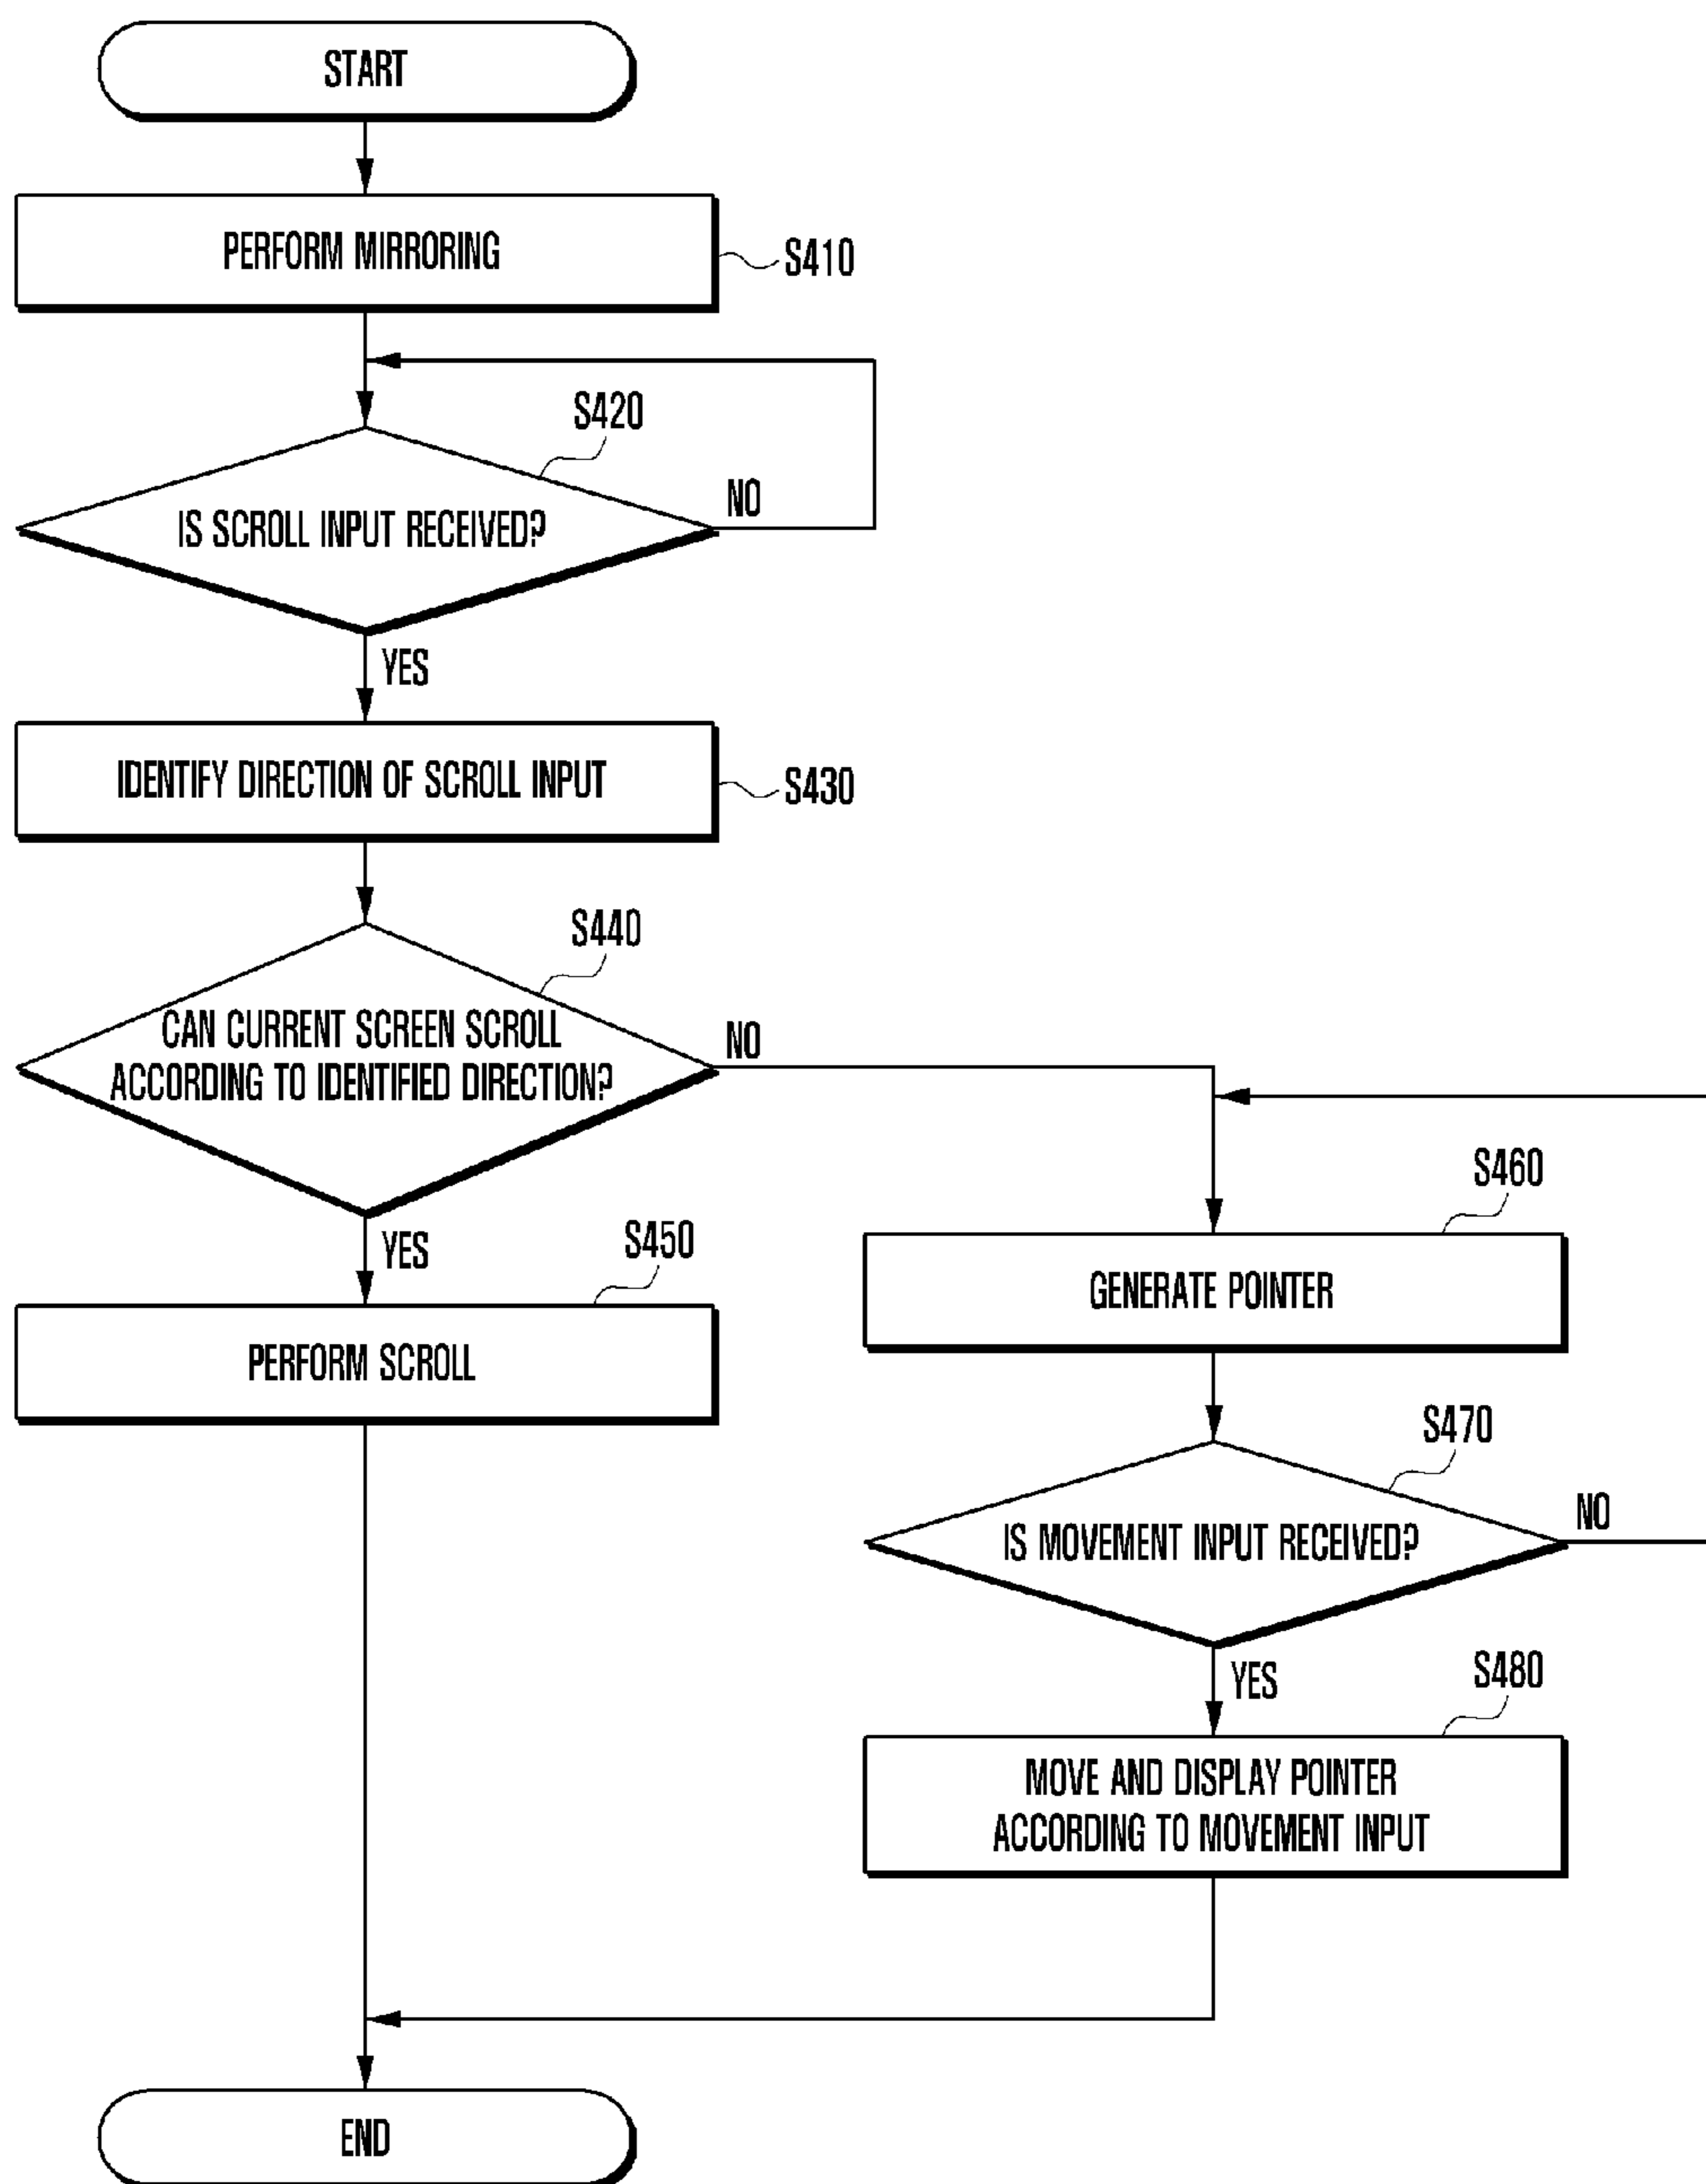 START
PERFORM MIRRORING
S410
S420
IS SCROLL INPUT RECEIVED?
NO
YES
IDENTIFY DIRECTION OF SCROLL INPUT
S430
S440
CAN CURRENT SCREEN SCROLL
ACCORDING TO IDENTIFIED DIRECTION?
NO
YES
S450
PERFORM SCROLL
S460
GENERATE POINTER
S470
IS MOVEMENT INPUT RECEIVED?
NO
YES
S480
MOVE AND DISPLAY POINTER
ACCORDING TO MOVEMENT INPUT
END